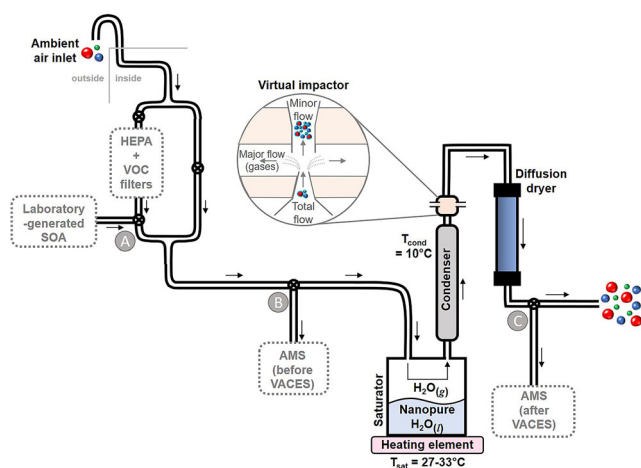 Ambient
air inlet
outside
inside
HEPA
+
VOC
filters
Laboratory
-generated
SOA
A
B
AMS
(before
VACES)
Virtual impactor
Minor
flow
Major flow
(gases)
Total
flow
T_cond
= 10°C
Condenser
Saturator
H₂O(g)
Nanopure
H₂O(l)
Heating element
T_sat = 27-33°C
Diffusion
dryer
C
AMS
(after
VACES)